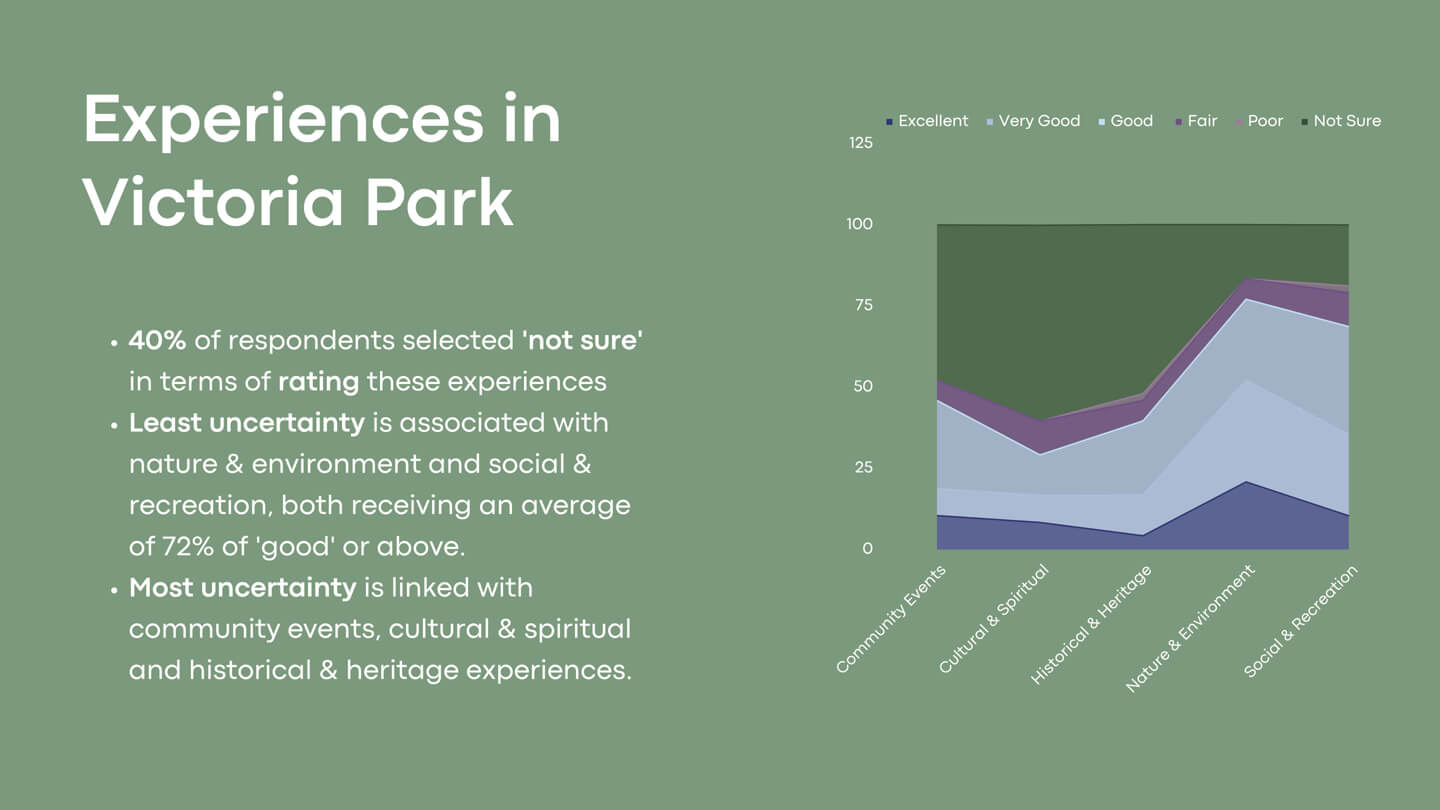 Experiences in
Victoria Park
• 40% of respondents selected 'not sure'
in terms of rating these experiences
• Least uncertainty is associated with
nature & environment and social &
recreation, both receiving an average
of 72% of 'good' or above.
• Most uncertainty is linked with
community events, cultural & spiritual
and historical & heritage experiences.
Excellent Very Good Good Fair Poor Not Sure
125
100
75
50
25
0
Community Events
Cultural & Spiritual
Historical & Heritage
Nature & Environment
Social & Recreation